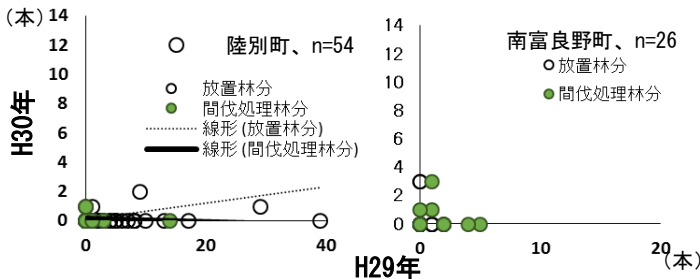 (本)
14
12
10
8
6
4
2
0
H30年
陸別町、n=54
放置林分
間伐処理林分
線形 (放置林分)
線形 (間伐処理林分)
0
20
40
14
12
10
8
6
4
2
0
南富良野町、n=26
放置林分
間伐処理林分
0
10
20
H29年
(本)